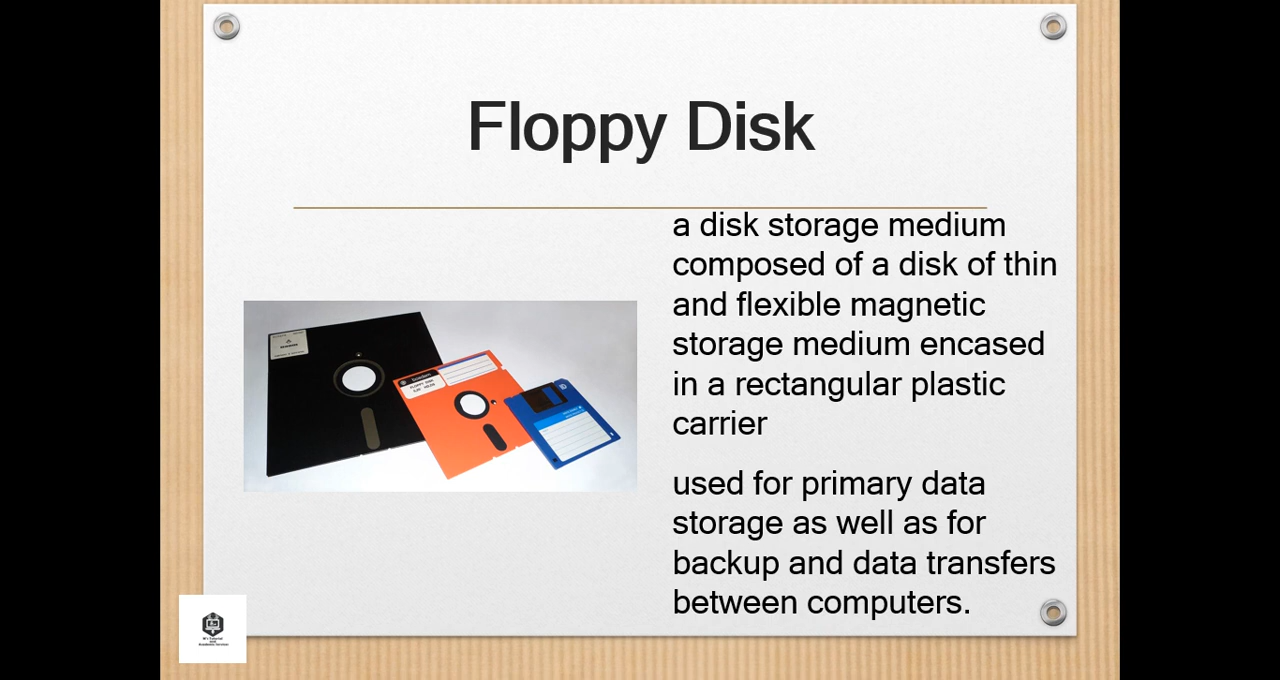 Floppy Disk
a disk storage medium
composed of a disk of thin
and flexible magnetic
storage medium encased
in a rectangular plastic
carrier
used for primary data
storage as well as for
backup and data transfers
between computers.